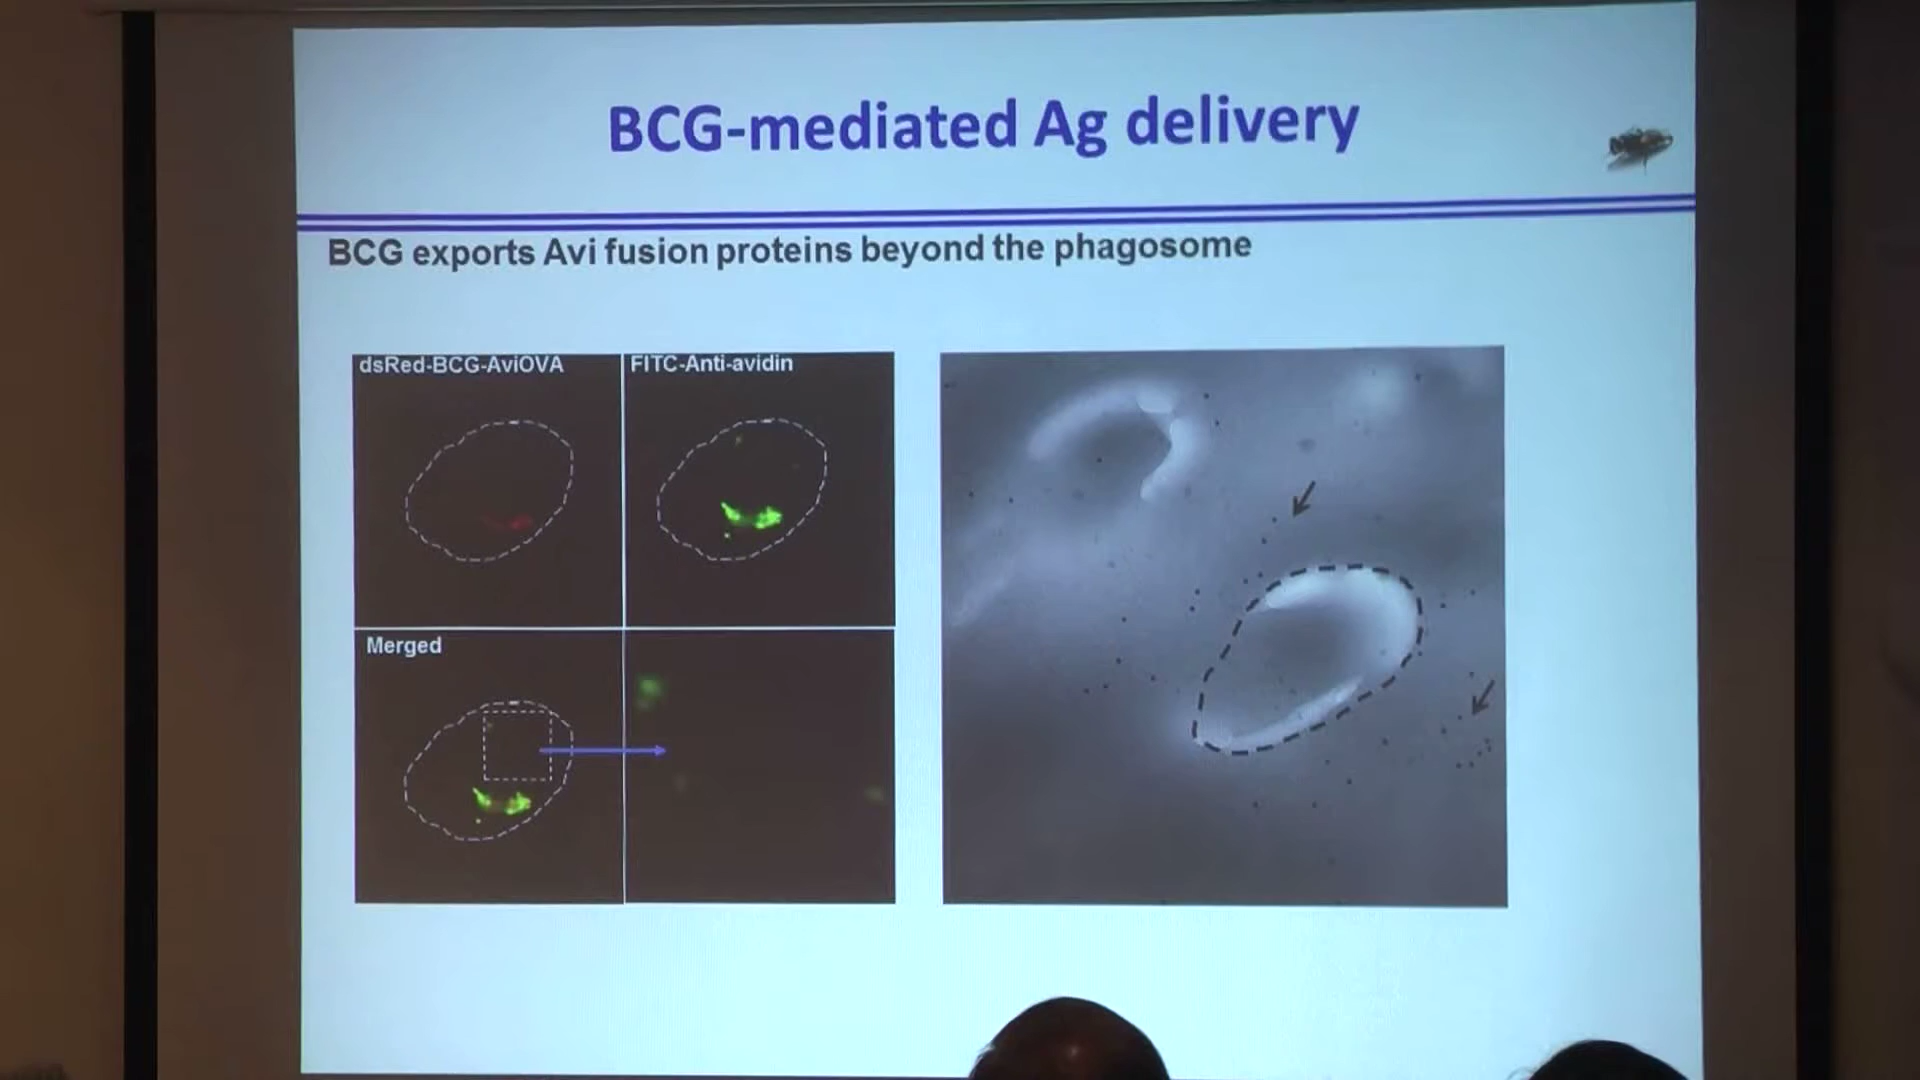 BCG-mediated Ag delivery
BCG exports Avi fusion proteins beyond the phagosome
dsRed-BCG-AviOVA
FITC-Anti-avidin
Merged